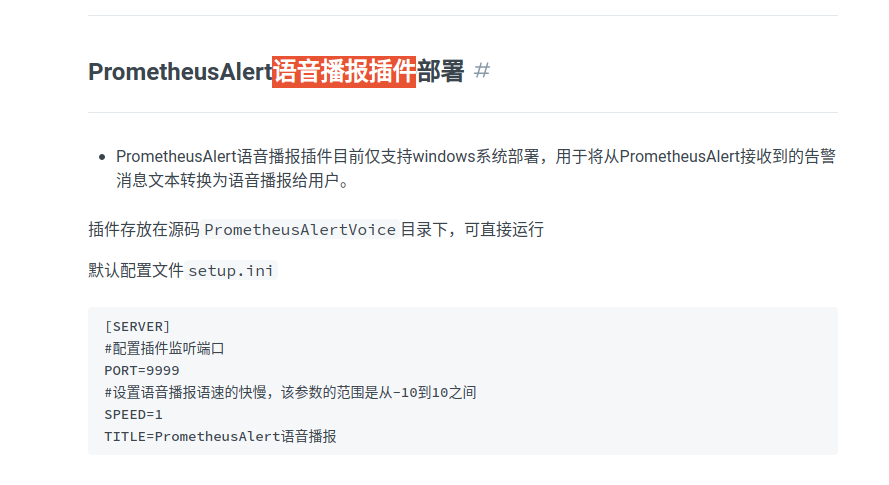 PrometheusAlert语音播报插件部署 #
PrometheusAlert语音播报插件目前仅支持windows系统部署，用于将从PrometheusAlert接收到的告警
消息文本转换为语音播报给用户。
插件存放在源码 PrometheusAlertVoice 目录下，可直接运行
默认配置文件 setup.ini
[SERVER]
#配置插件监听端口
PORT=9999
#设置语音播报语速的快慢，该参数的范围是从-10到10之间
SPEED=1
TITLE=PrometheusAlert语音播报